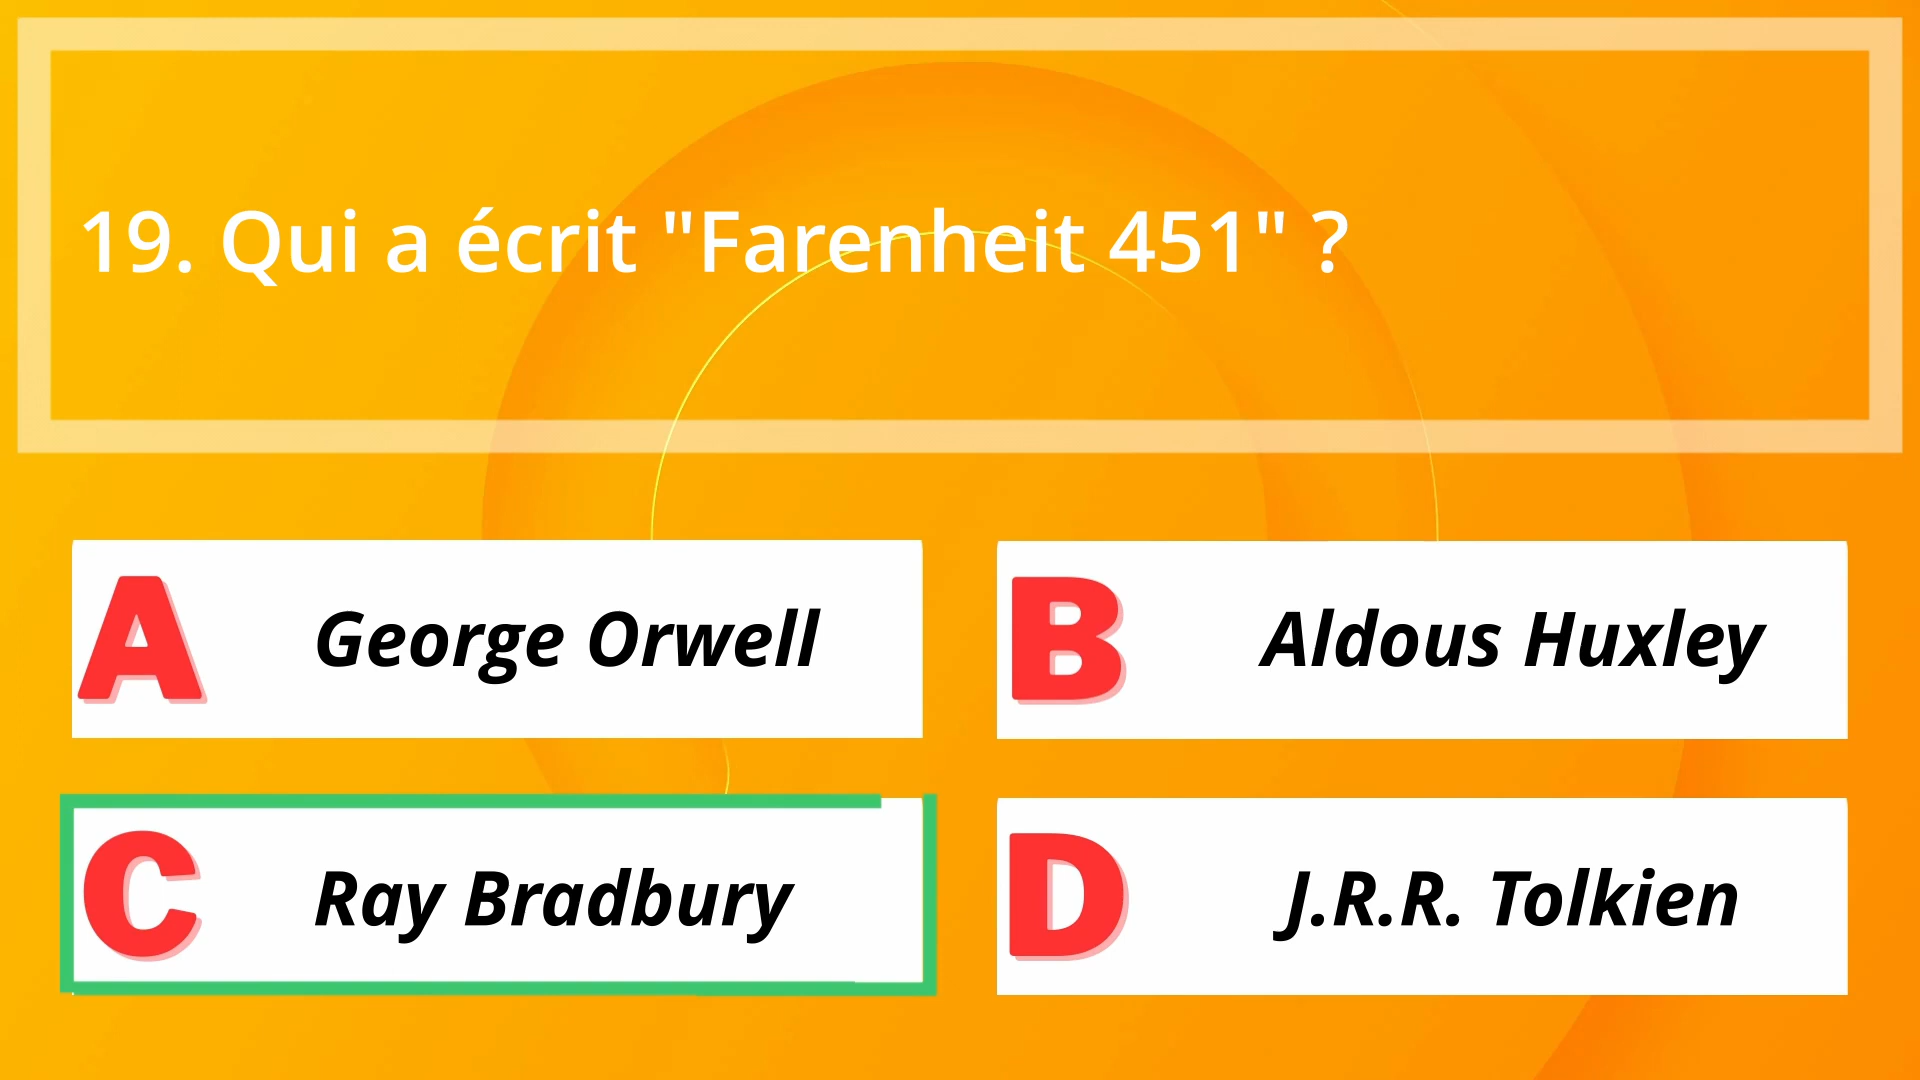 19. Qui a écrit "Farenheit 451" ?
A George Orwell
B Aldous Huxley
C Ray Bradbury
D J.R.R. Tolkien